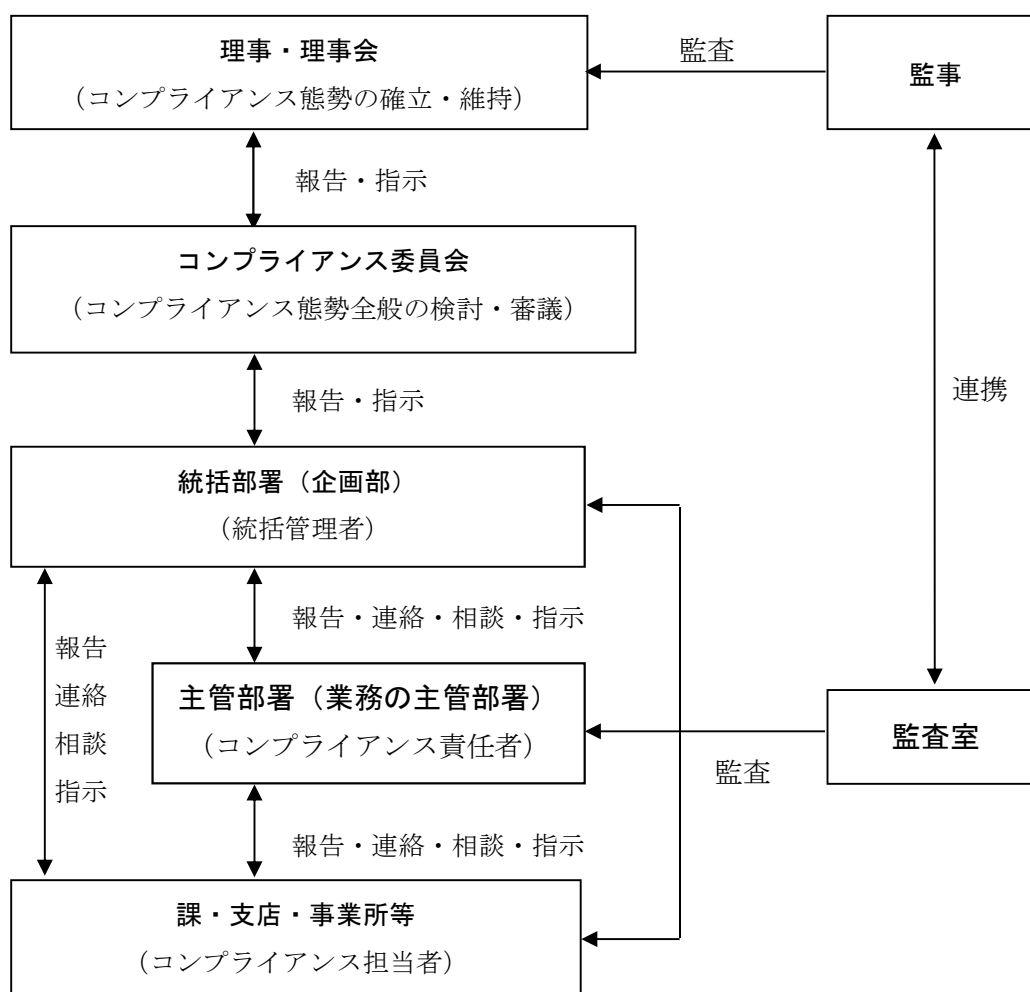 理事・理事会
（コンプライアンス態勢の確立・維持）
監査
監事
報告・指示
コンプライアンス委員会
（コンプライアンス態勢全般の検討・審議）
報告・指示
連携
統括部署（企画部）
（統括管理者）
報告・連絡・相談・指示
報告
連絡
相談
指示
主管部署（業務の主管部署）
（コンプライアンス責任者）
監査
監査室
報告・連絡・相談・指示
課・支店・事業所等
（コンプライアンス担当者）